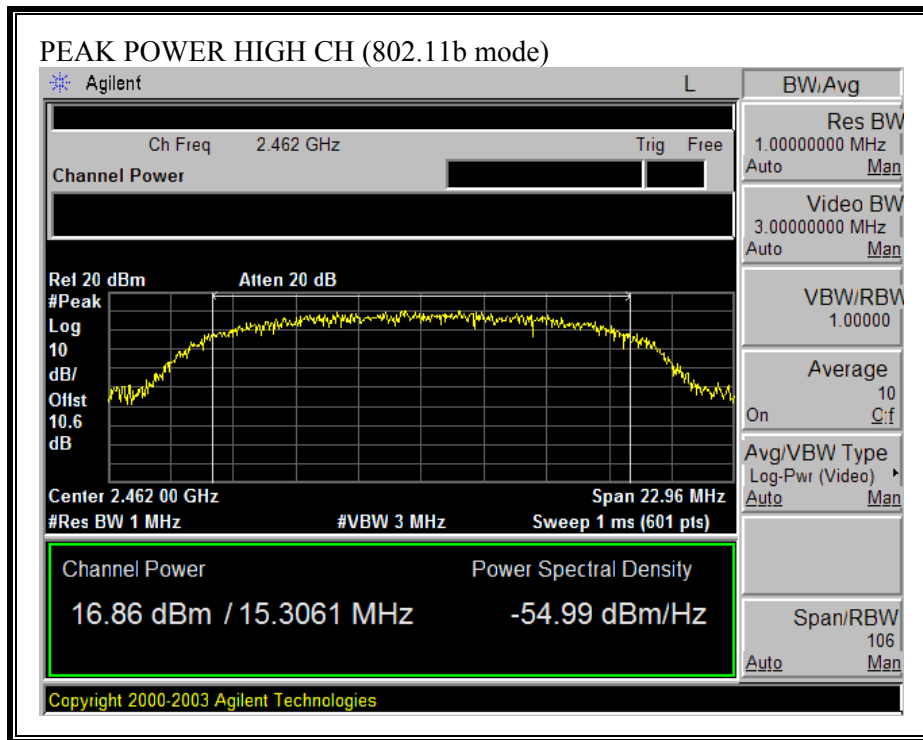 PEAK POWER HIGH CH (802.11b mode)
Agilent L
BW/Avg
Ch Freq 2.462 GHz Trig Free
Channel Power
Ref 20 dBm Atten 20 dB
#Peak
Log
10
dB/
Offst
10.6
dB
Center 2.462 00 GHz Span 22.96 MHz
#Res BW 1 MHz #VBW 3 MHz Sweep 1 ms (601 pts)
Channel Power Power Spectral Density
16.86 dBm / 15.3061 MHz -54.99 dBm/Hz
Copyright 2000-2003 Agilent Technologies
Res BW
1.00000000 MHz
Auto Man
Video BW
3.00000000 MHz
Auto Man
VBW/RBW
1.00000
Average
10
On Off
Avg/VBW Type
Log-Pwr (Video)
Auto Man
Span/RBW
106
Auto Man